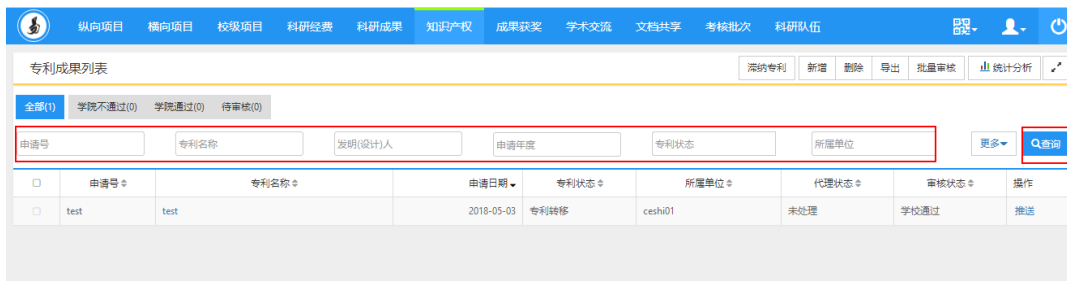 纵向项目 横向项目 校级项目 科研经费 科研成果 知识产权 成果获奖 学术交流 文档共享 考核批次 科研队伍
专利成果列表 滞纳专利 新增 删除 导出 批量审核 统计分析
全部(1) 学院不通过(0) 学院通过(0) 待审核(0)
申请号 专利名称 发明(设计)人 申请年度 专利状态 所属单位 更多 查询
申请号 专利名称 申请日期 专利状态 所属单位 代理状态 审核状态 操作
test test 2018-05-03 专利转移 ceshi01 未处理 学校通过 推送